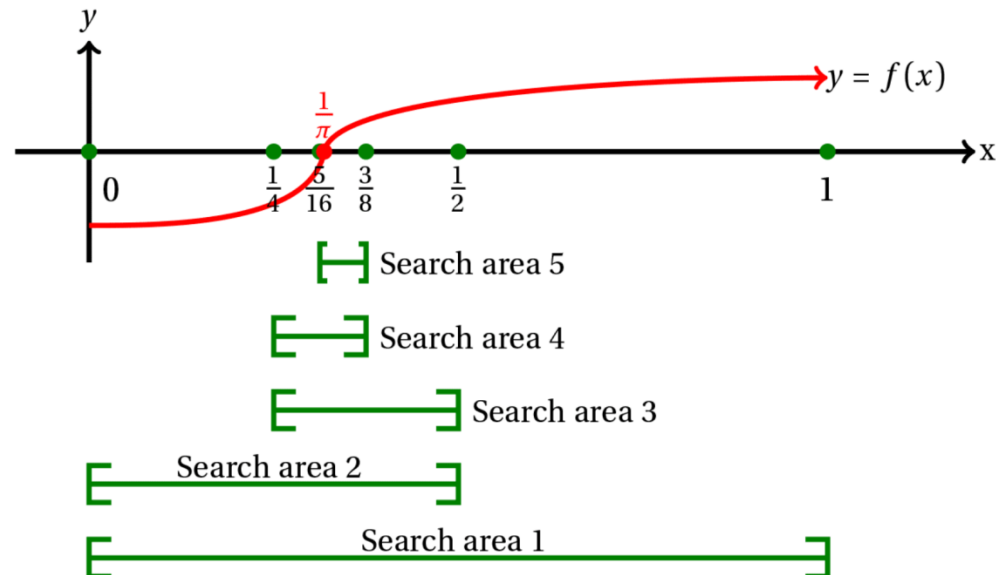 y
y = f(x)
1/π
x
0
1/4
5/16
3/8
1/2
1
Search area 5
Search area 4
Search area 3
Search area 2
Search area 1